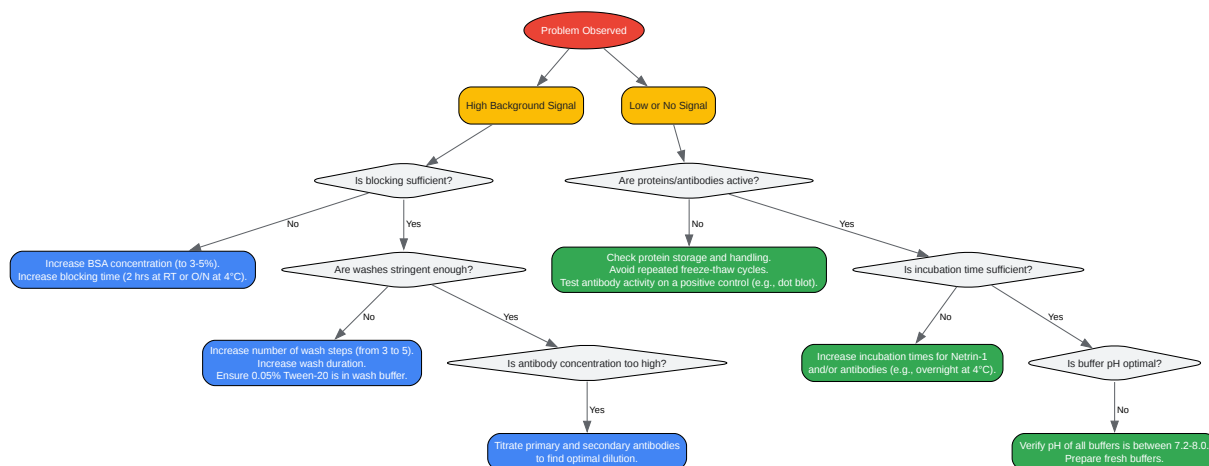 Problem Observed
High Background Signal
Low or No Signal
Is blocking sufficient?
Are proteins/antibodies active?
No
Yes
No
Yes
Increase BSA concentration (to 3-5%).
Increase blocking time (2 hrs at RT or O/N at 4°C).
Are washes stringent enough?
Check protein storage and handling.
Avoid repeated freeze-thaw cycles.
Test antibody activity on a positive control (e.g., dot blot).
Is incubation time sufficient?
No
Yes
No
Yes
Increase number of wash steps (from 3 to 5).
Increase wash duration.
Ensure 0.05% Tween-20 is in wash buffer.
Is antibody concentration too high?
Increase incubation times for Netrin-1
and/or antibodies (e.g., overnight at 4°C).
Is buffer pH optimal?
Yes
No
Titrate primary and secondary antibodies
to find optimal dilution.
Verify pH of all buffers is between 7.2-8.0.
Prepare fresh buffers.